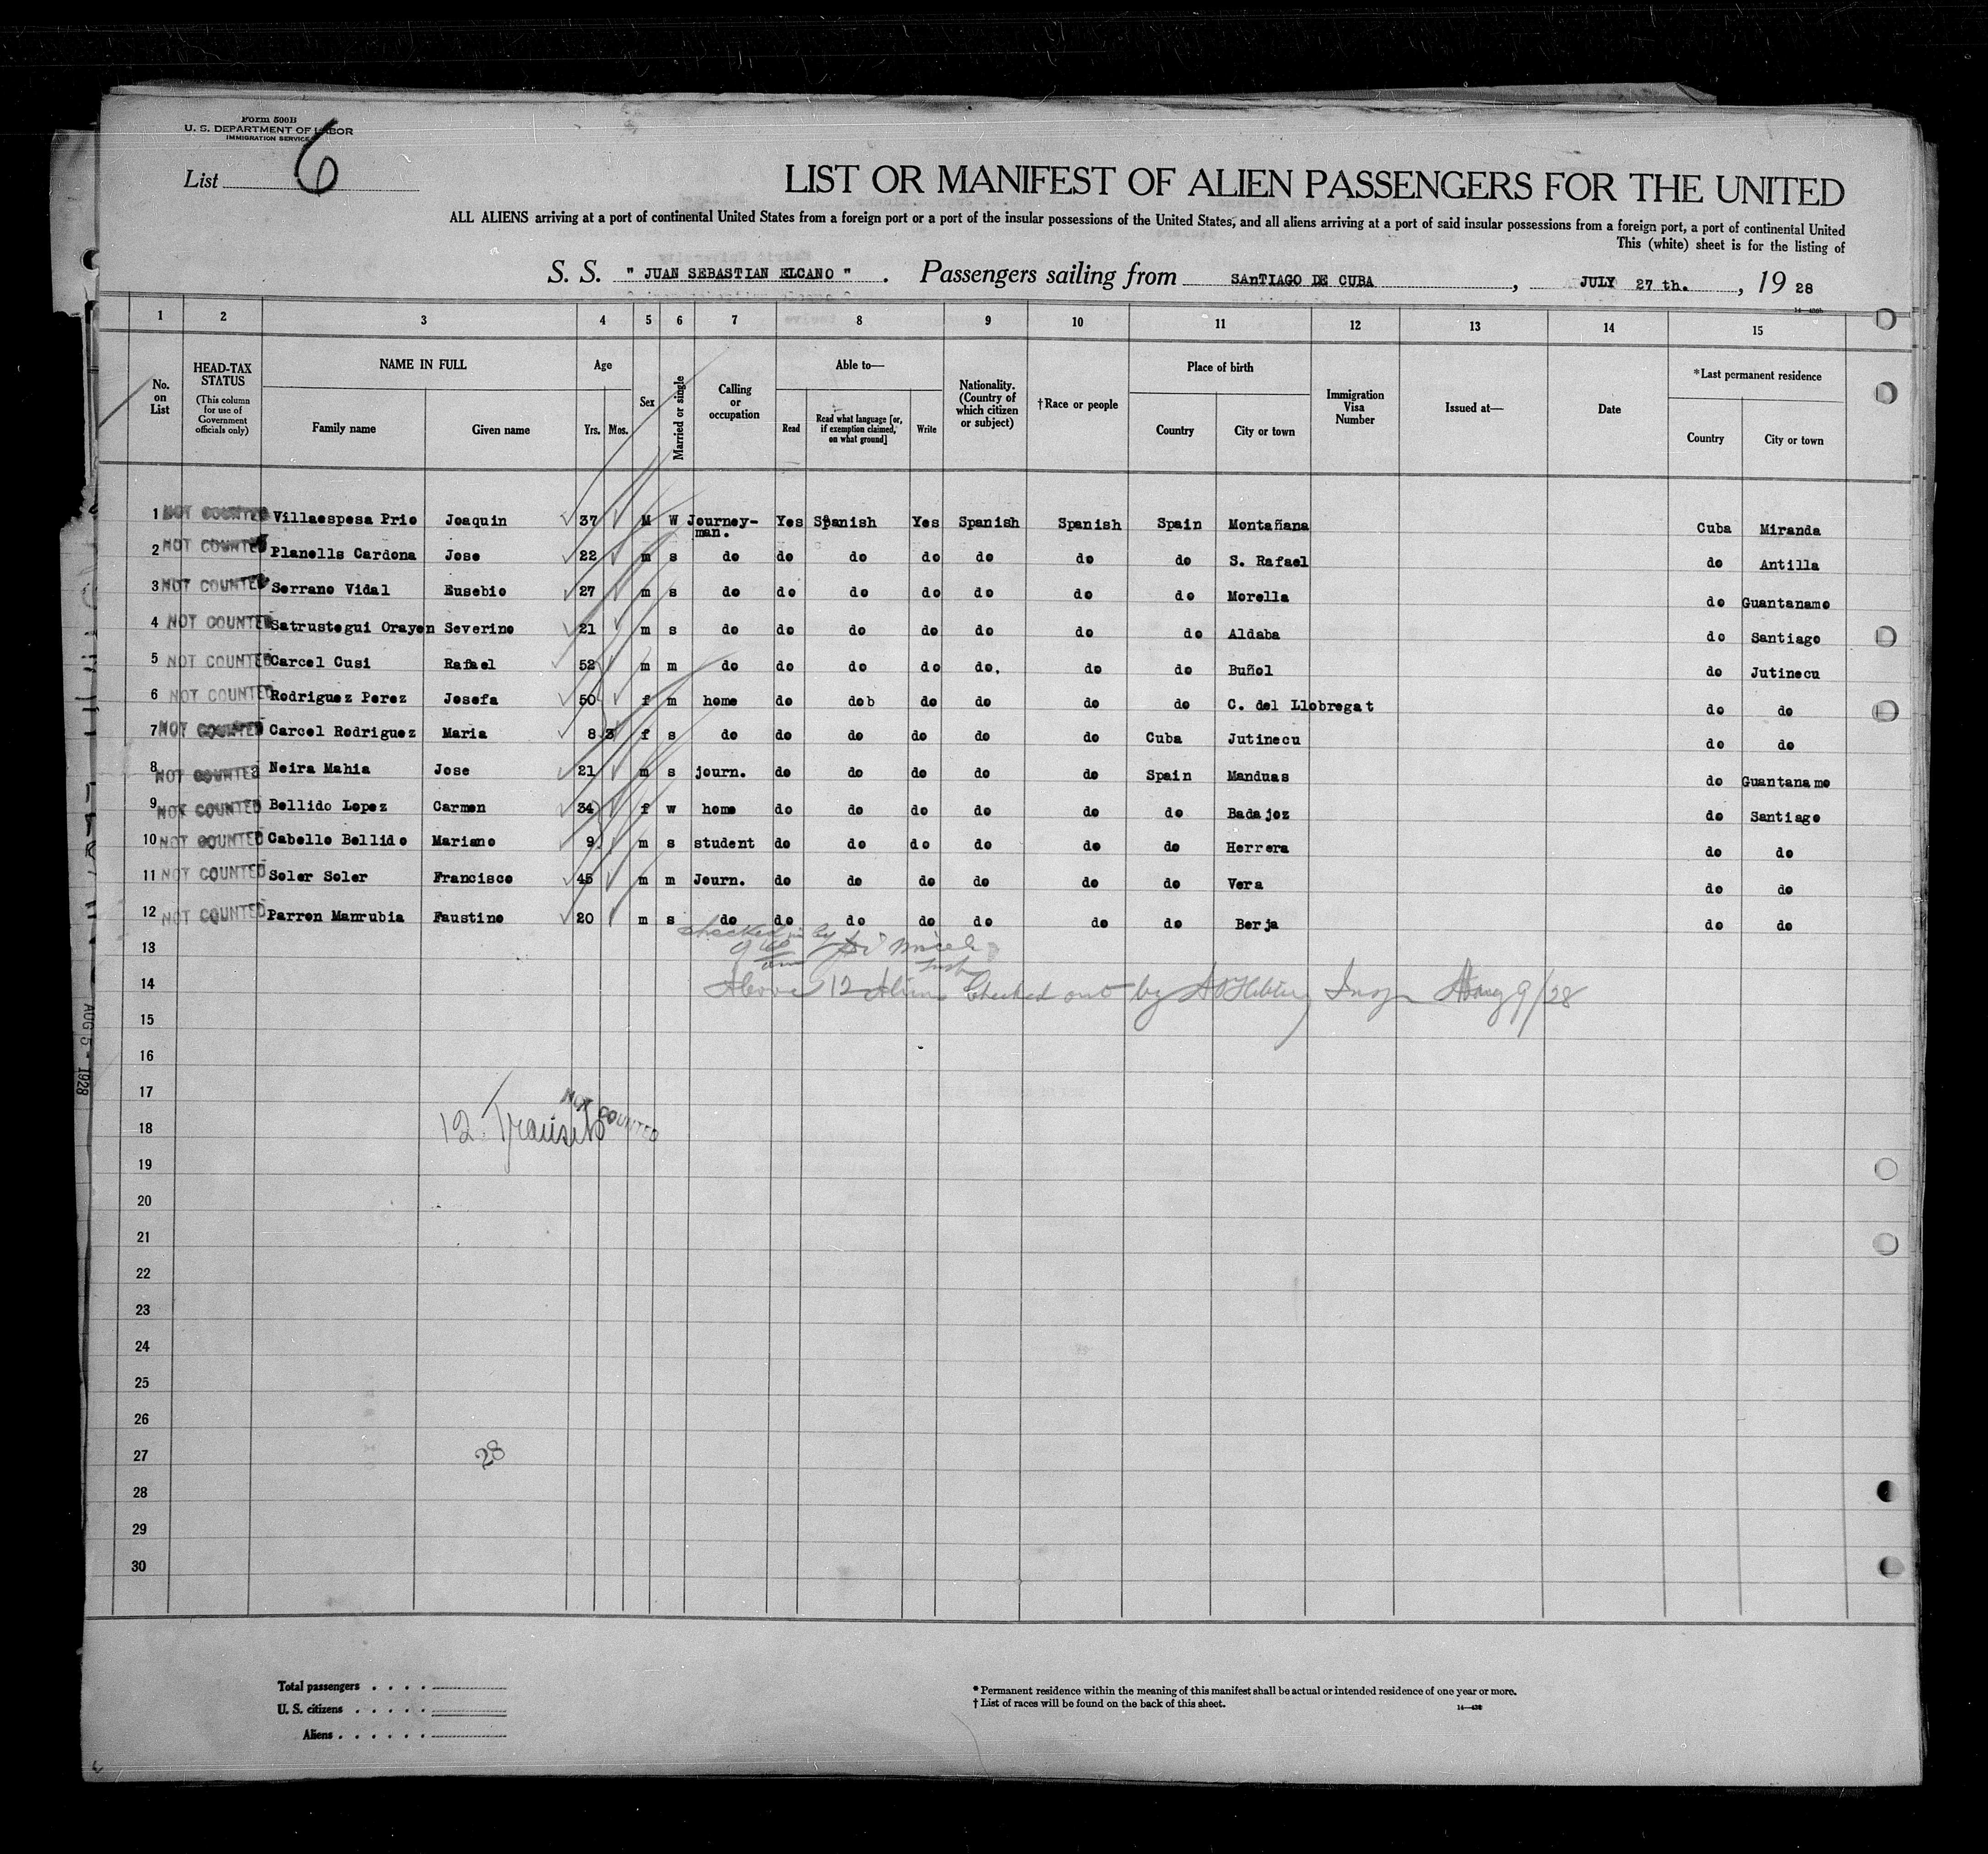 Form 500B
U. S. DEPARTMENT OF LABOR
IMMIGRATION SERVICE
List 6
LIST OR MANIFEST OF ALIEN PASSENGERS FOR THE UNITED
ALL ALIENS arriving at a port of continental United States from a foreign port or a port of the insular possessions of the United States, and all aliens arriving at a port of said insular possessions from a foreign port, a port of continental United
This (white) sheet is for the listing of
S. S. " JUAN SEBASTIAN ELCANO " . Passengers sailing from SAnTIAGO DE CUBA , JULY 27 th. , 19 28
1 2 3 4 5 6 7 8 9 10 11 12 13 14 15
No. on List
HEAD-TAX STATUS (This column for use of Government officials only)
NAME IN FULL
Family name Given name
Age
Yrs. Mos.
Sex
Married or single
Calling or occupation
Able to—
Read
Read what language [or, if exemption claimed, on what ground]
Write
Nationality. (Country of which citizen or subject)
†Race or people
Place of birth
Country City or town
Immigration Visa Number
Issued at—
Date
*Last permanent residence
Country City or town
1 NOT COUNTED Villaespesa Prio Joaquin 37 M W Journey-man. Yes Spanish Yes Spanish Spanish Spain Montañana Cuba Miranda
2 NOT COUNTED Planells Cardona Jose 22 m s do do do do do do do S. Rafael do Antilla
3 NOT COUNTED Serrano Vidal Eusebio 27 m s do do do do do do do Morella do Guantanamo
4 NOT COUNTED Satrustegui Orayen Severino 21 m s do do do do do do do Aldaba do Santiago
5 NOT COUNTED Carcel Cusi Rafael 52 m m do do do do do. do do Buñol do Jutinecu
6 NOT COUNTED Rodriguez Perez Josefa 50 f m home do dob do do do do C. del Llobregat do do
7 NOT COUNTED Carcel Rodriguez Maria 8 3 f s do do do do do do Cuba Jutinecu do do
8 NOT COUNTED Neira Mahia Jose 21 m s journ. do do do do do Spain Manduas do Guantanamo
9 NOT COUNTED Bellido Lopez Carmen 34 f w home do do do do do do Badajoz do Santiago
10 NOT COUNTED Cabello Bellido Mariano 9 m s student do do do do do do Herrera do do
11 NOT COUNTED Soler Soler Francisco 45 m m Journ. do do do do do do Vera do do
12 NOT COUNTED Parron Manrubia Faustino 20 m s do do do do do do do Berja do do
checked in by
13
14 Above 12 Aliens Checked out by Insp Aug 9/28
15
16
17
NOT COUNTED
18 12 Transits
19
20
21
22
23
24
25
26
27 28
28
29
30
AUG 5 - 1928
Total passengers . . . .
U. S. citizens . . . . .
Aliens . . . . . .
* Permanent residence within the meaning of this manifest shall be actual or intended residence of one year or more.
† List of races will be found on the back of this sheet.